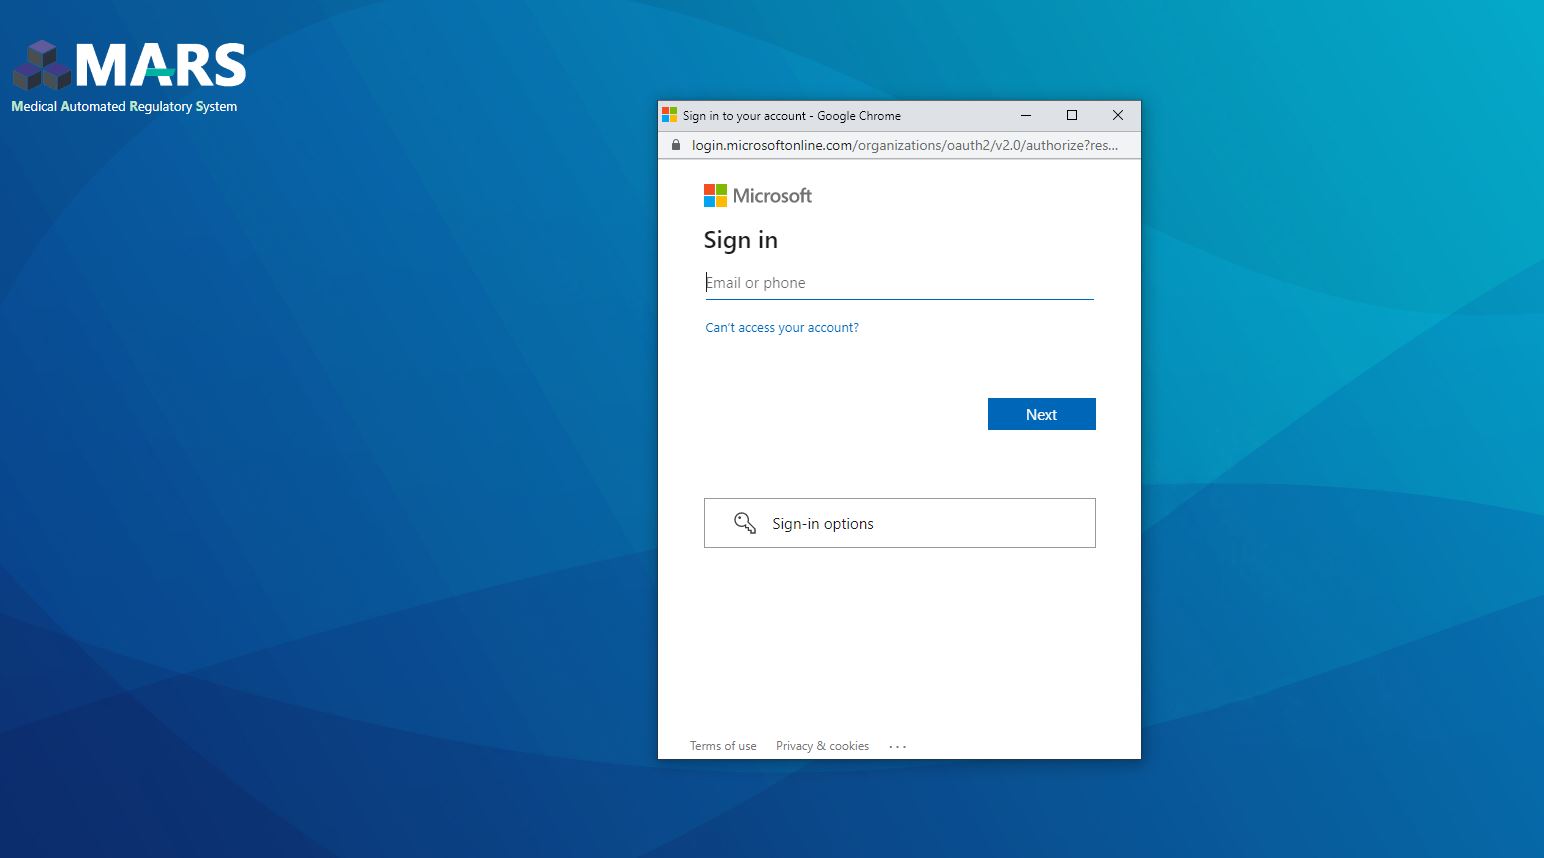 MARS
Medical Automated Regulatory System
Sign in to your account - Google Chrome
login.microsoftonline.com/organizations/oauth2/v2.0/authorize?res...
Microsoft
Sign in
Email or phone
Can't access your account?
Next
Sign-in options
Terms of use Privacy & cookies ...